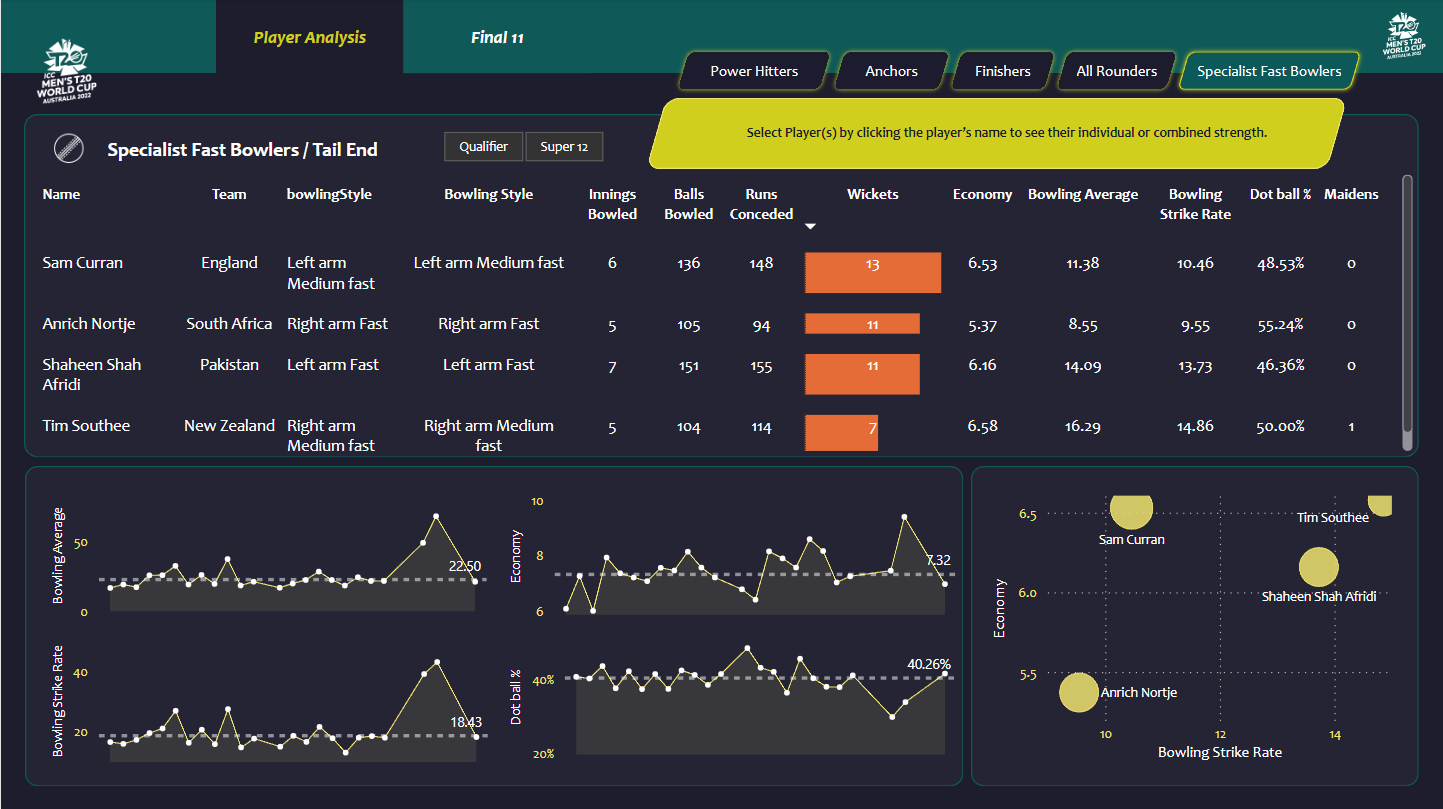 Player Analysis
Final 11
ICC
MEN'S T20
WORLD CUP
AUSTRALIA 2022
T20
ICC
MEN'S T20
WORLD CUP
AUSTRALIA 2022
Power Hitters
Anchors
Finishers
All Rounders
Specialist Fast Bowlers
Select Player(s) by clicking the player's name to see their individual or combined strength.
Specialist Fast Bowlers / Tail End
Qualifier
Super 12
Name Team bowlingStyle Bowling Style Innings Balls Runs Wickets Economy Bowling Average Bowling Dot ball % Maidens
Bowled Bowled Conceded Strike Rate
Sam Curran England Left arm Left arm Medium fast 6 136 148 13 6.53 11.38 10.46 48.53% 0
Medium fast
Anrich Nortje South Africa Right arm Fast Right arm Fast 5 105 94 11 5.37 8.55 9.55 55.24% 0
Shaheen Shah Pakistan Left arm Fast Left arm Fast 7 151 155 11 6.16 14.09 13.73 46.36% 0
Afridi
Tim Southee New Zealand Right arm Right arm Medium 5 104 114 7 6.58 16.29 14.86 50.00% 1
Medium fast fast
Bowling Average
50
0
22.50
Economy
10
8
6
7.32
Bowling Strike Rate
40
20
18.43
Dot ball %
40%
20%
40.26%
Economy
6.5
6.0
5.5
Sam Curran
Tim Southee
Shaheen Shah Afridi
Anrich Nortje
10 12 14
Bowling Strike Rate